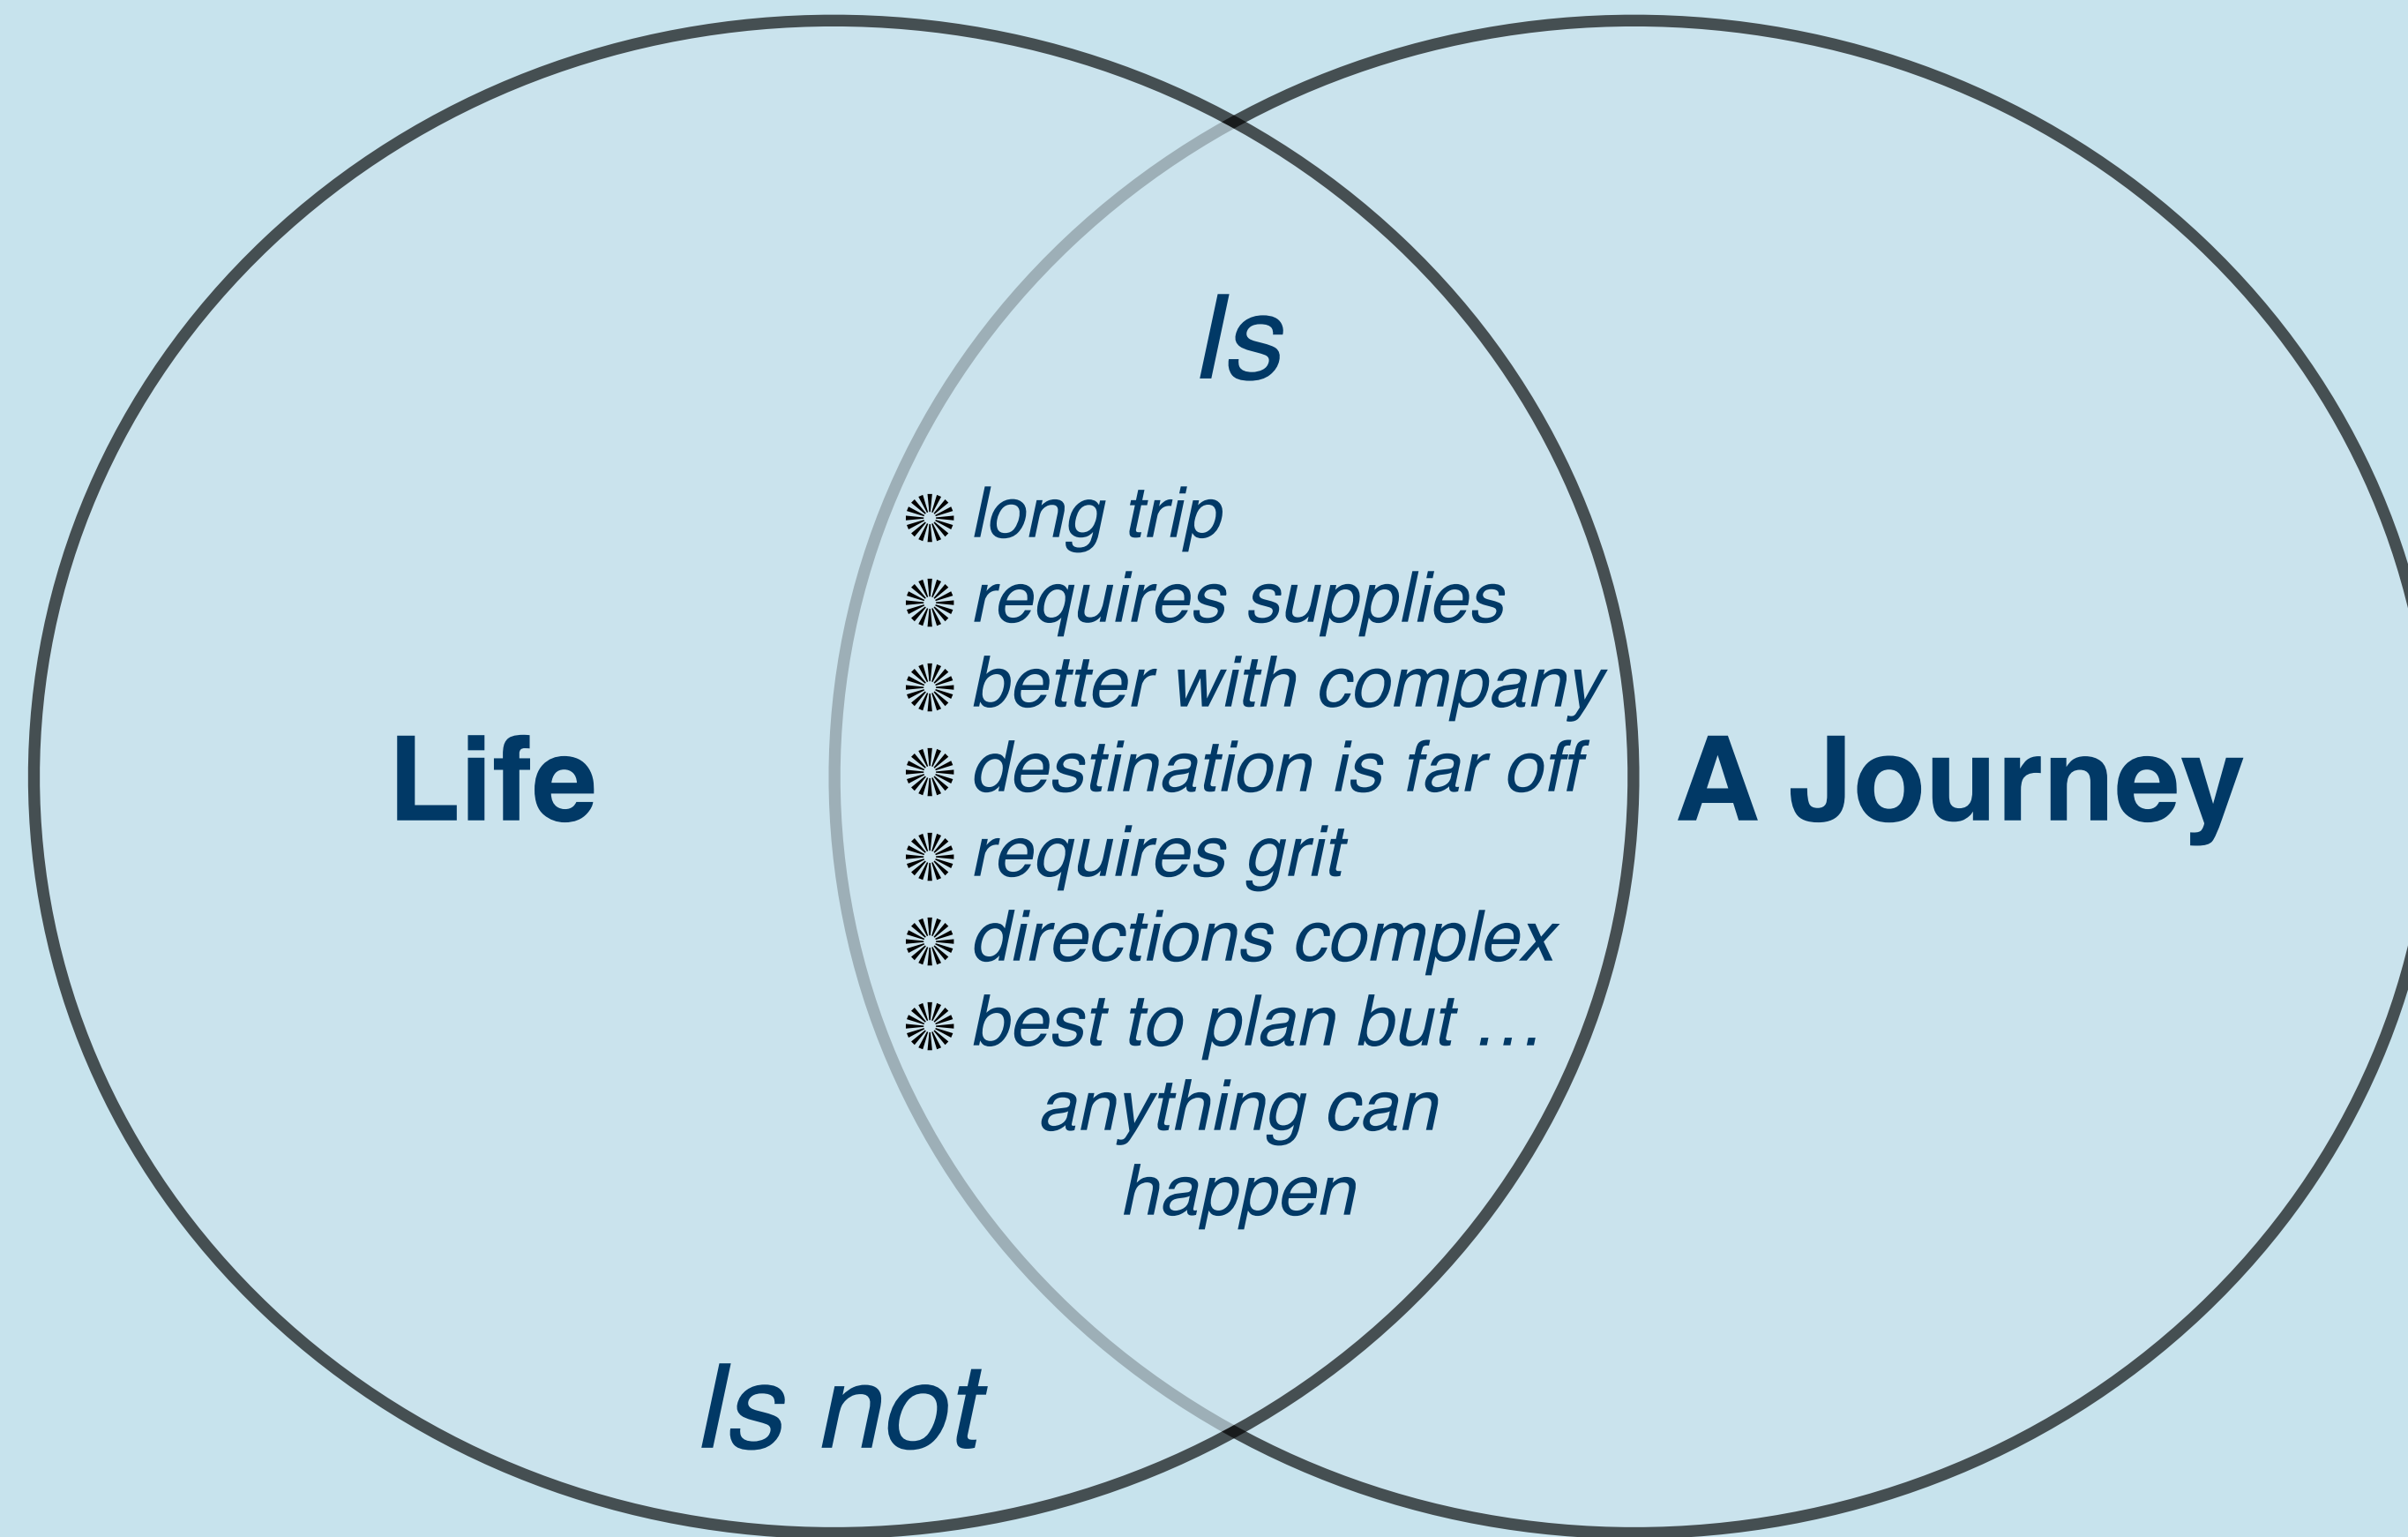 Is
long trip
requires supplies
better with company
destination is far off
requires grit
directions complex
best to plan but …
anything can
happen
Life
A Journey
Is not